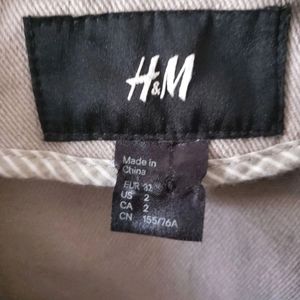 H&M
Made in
China
EUR 32
US 2
CA 2
CN 155/76A